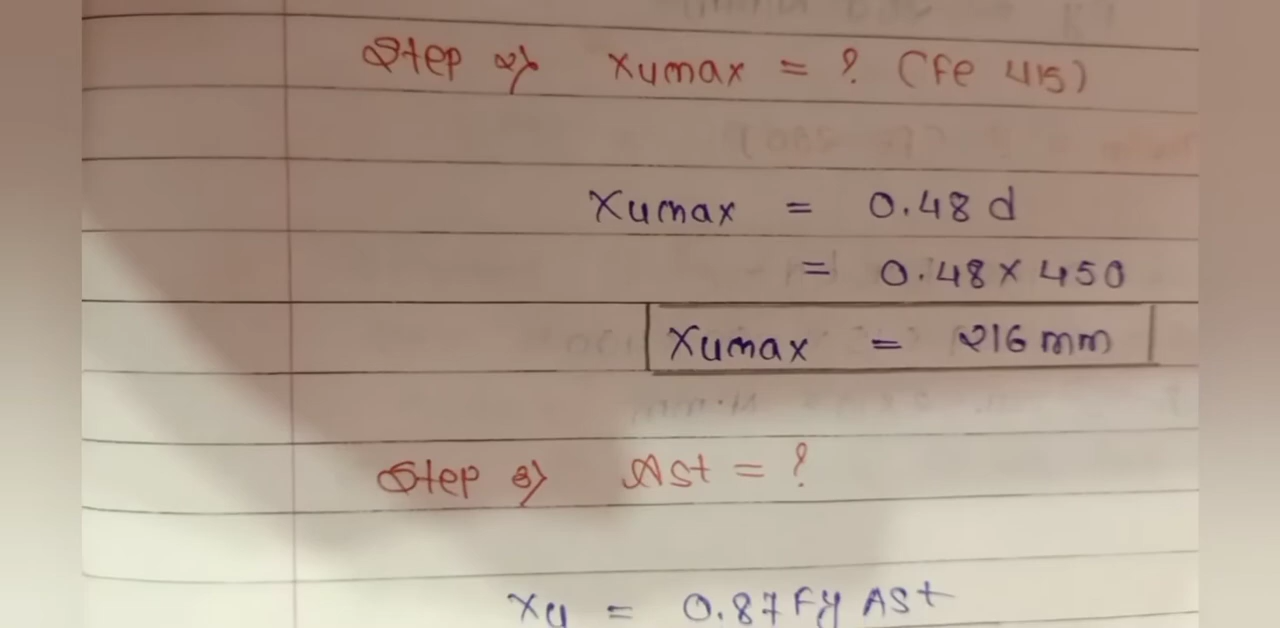 Step 2) Xumax = ? (Fe 415)
Xumax = 0.48 d
= 0.48 x 450
Xumax = 216 mm
Step 3) Ast = ?
Xu = 0.87 Fy Ast